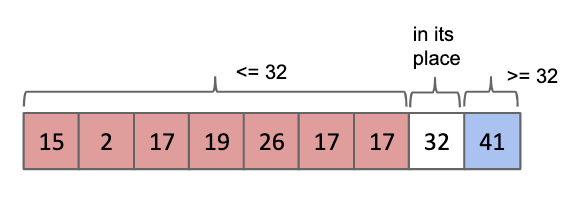 in its
place
<= 32
>= 32
15 2 17 19 26 17 17 32 41